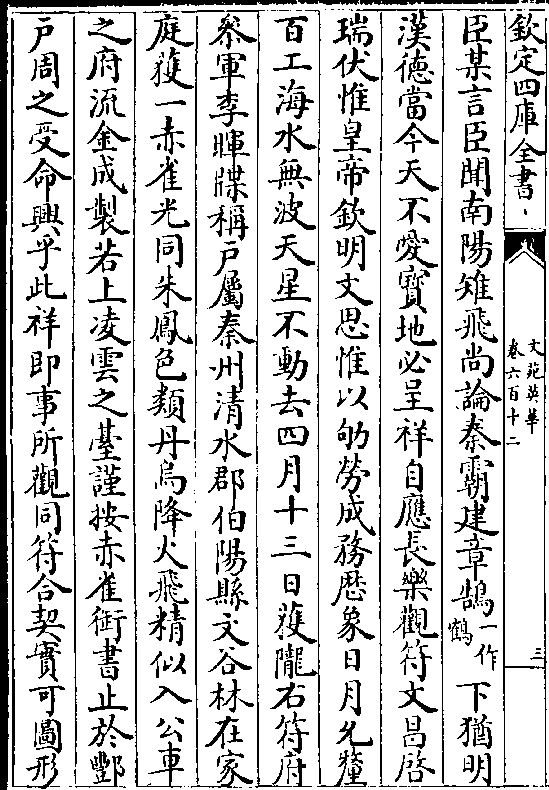 欽定四庫全書
文苑英華
卷六百十二
三
臣某言臣聞南陽雉飛尚論秦霸建章鵠一作鶴下猶明
漢德當今天不愛寶地必呈祥自應長樂觀符文昌啓
瑞伏惟皇帝欽明文思惟以劬勞成務歴象日月允釐
百工海水無波天星不動去四月十三日獲隴右符府
叅軍李暉牒稱戸屬秦州清水郡伯陽縣文谷林在家
庭獲一赤雀光同朱鳳色類丹烏降火飛精似入公車
之府流金成製若上凌雲之臺謹按赤雀銜書止於酆
戸周之受命興乎此祥即事所觀同符合契實可圖形